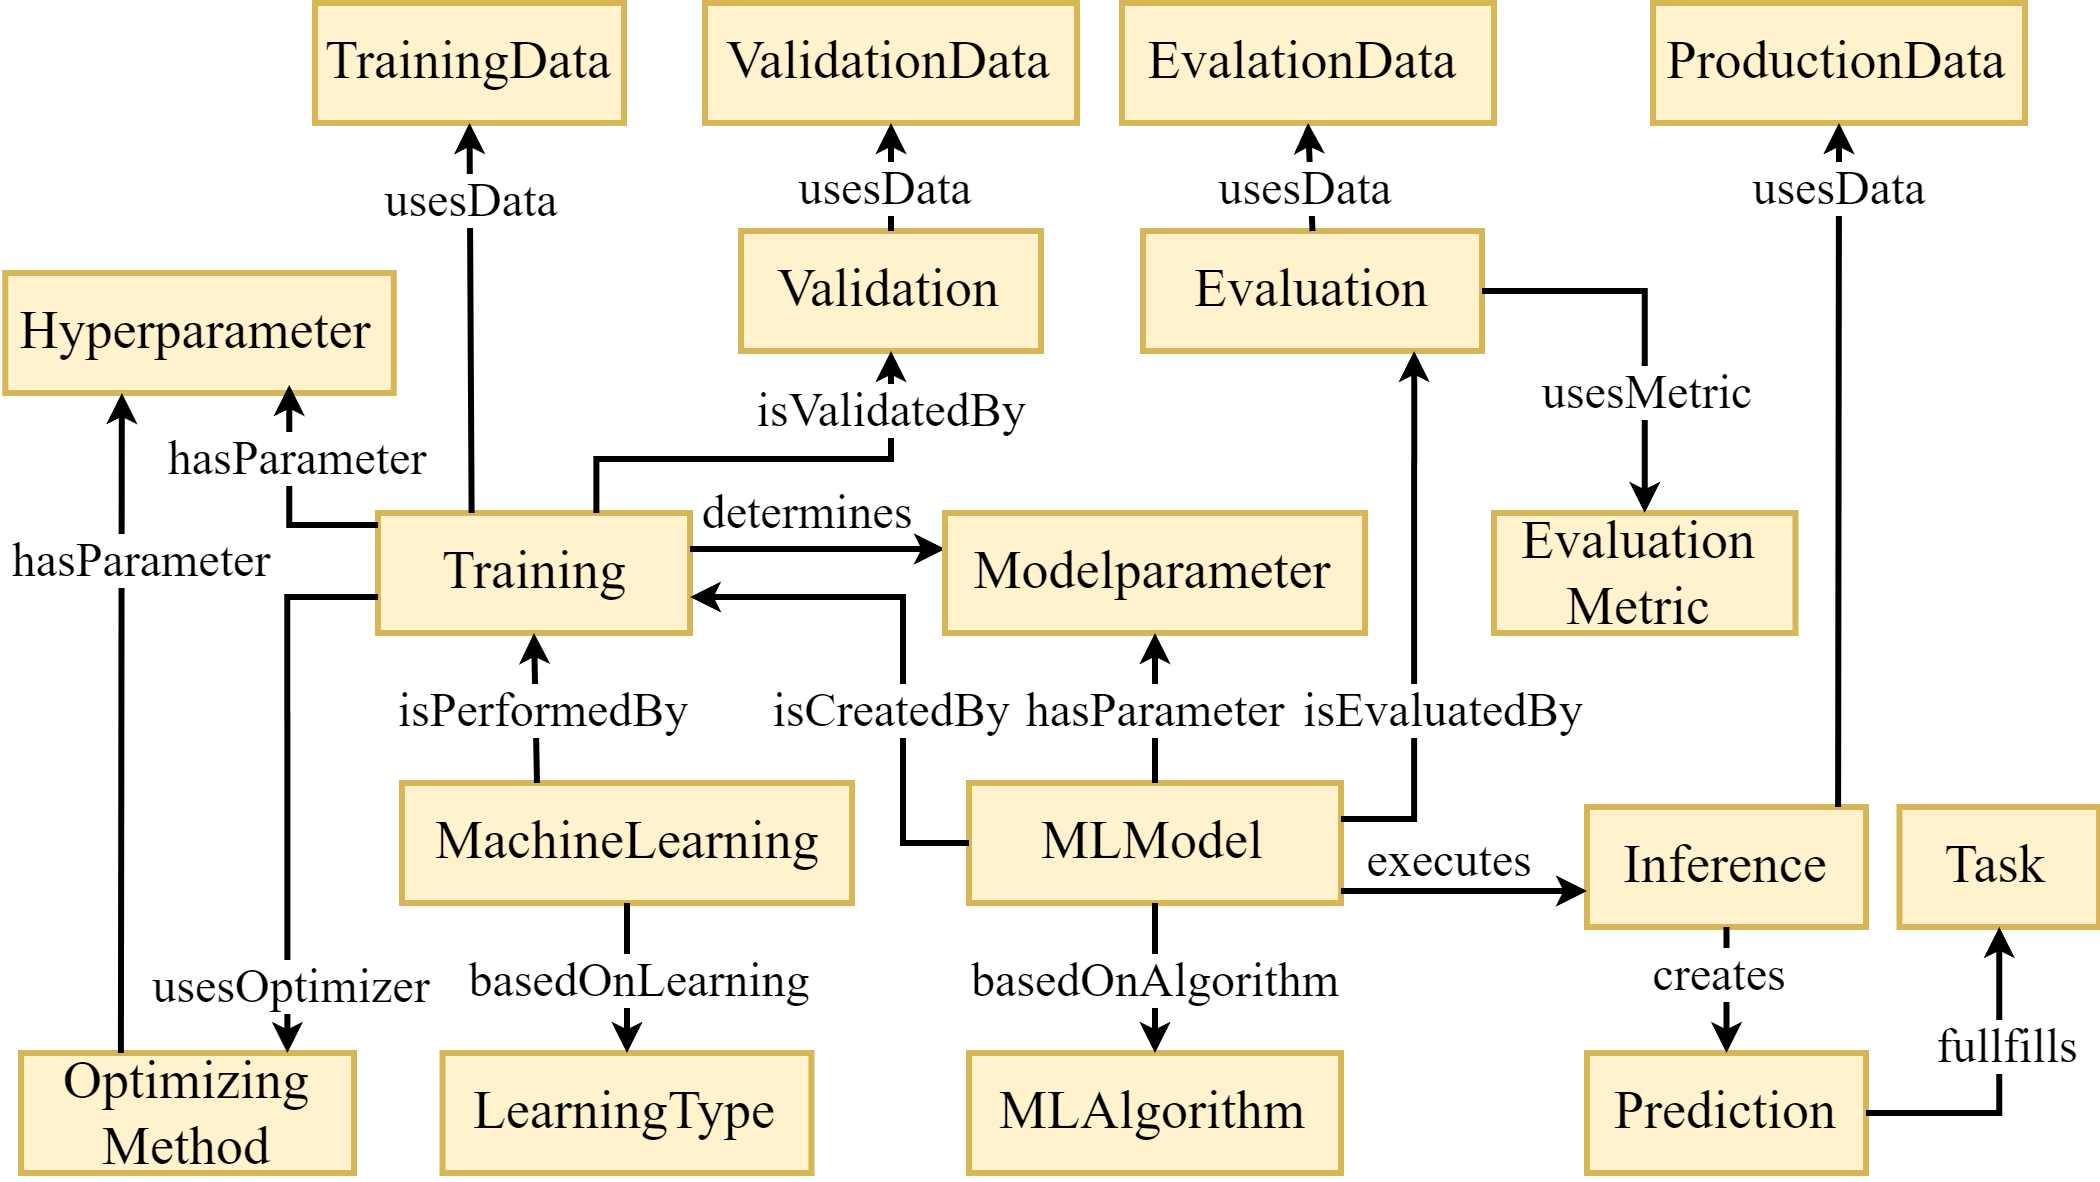 TrainingData
ValidationData
EvalationData
ProductionData
usesData
usesData
usesData
usesData
Validation
Evaluation
Hyperparameter
isValidatedBy
usesMetric
hasParameter
determines
Training
Modelparameter
Evaluation
Metric
hasParameter
isPerformedBy
isCreatedBy
hasParameter
isEvaluatedBy
MachineLearning
MLModel
executes
Inference
Task
usesOptimizer
basedOnLearning
basedOnAlgorithm
creates
fullfills
Optimizing
Method
LearningType
MLAlgorithm
Prediction